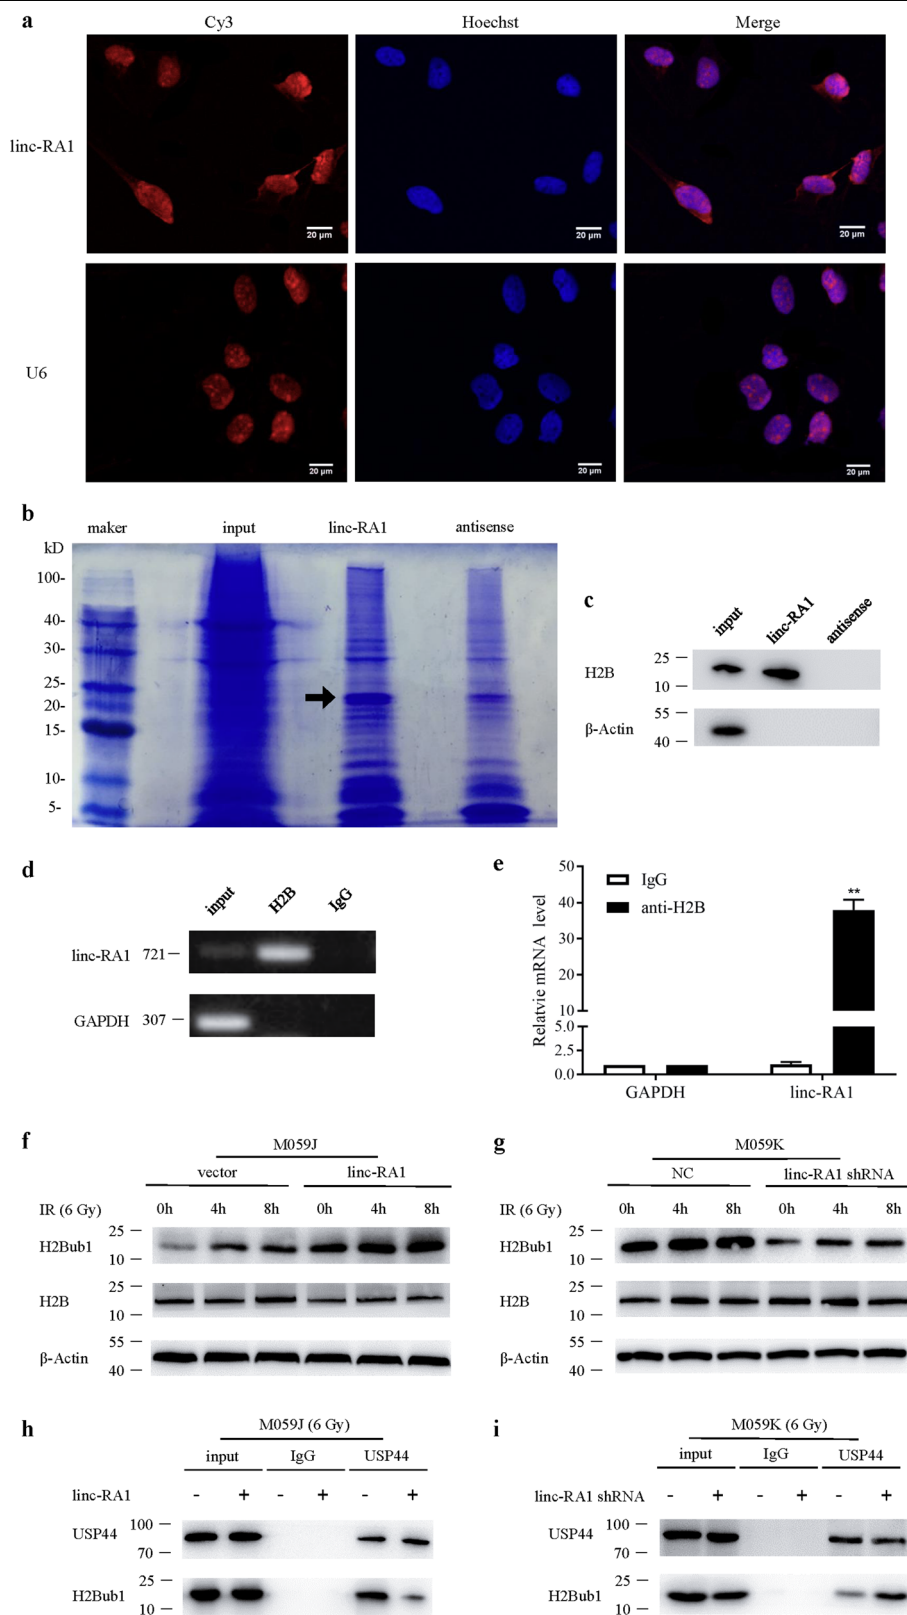 a
Cy3 Hoechst Merge
linc-RA1
20 μm 20 μm 20 μm
U6
20 μm 20 μm 20 μm
b
maker input linc-RA1 antisense
kD
100-
40-
30-
25-
20-
15-
10-
5-
c
input linc-RA1 antisense
H2B 25
10
β-Actin 55
40
d
input H2B IgG
linc-RA1 721
GAPDH 307
e
IgG
anti-H2B
**
Relatvie mRNA level
50
40
30
20
10
5.0
2.5
0.0
GAPDH linc-RA1
f
M059J
vector linc-RA1
IR (6 Gy) 0h 4h 8h 0h 4h 8h
H2Bub1 25
10
H2B 25
10
β-Actin 55
40
g
M059K
NC linc-RA1 shRNA
IR (6 Gy) 0h 4h 8h 0h 4h 8h
H2Bub1 25
10
H2B 25
10
β-Actin 55
40
h
M059J (6 Gy)
input IgG USP44
linc-RA1 - + - + - +
USP44 100
70
H2Bub1 25
10
i
M059K (6 Gy)
input IgG USP44
linc-RA1 shRNA - + - + - +
USP44 100
70
H2Bub1 25
10